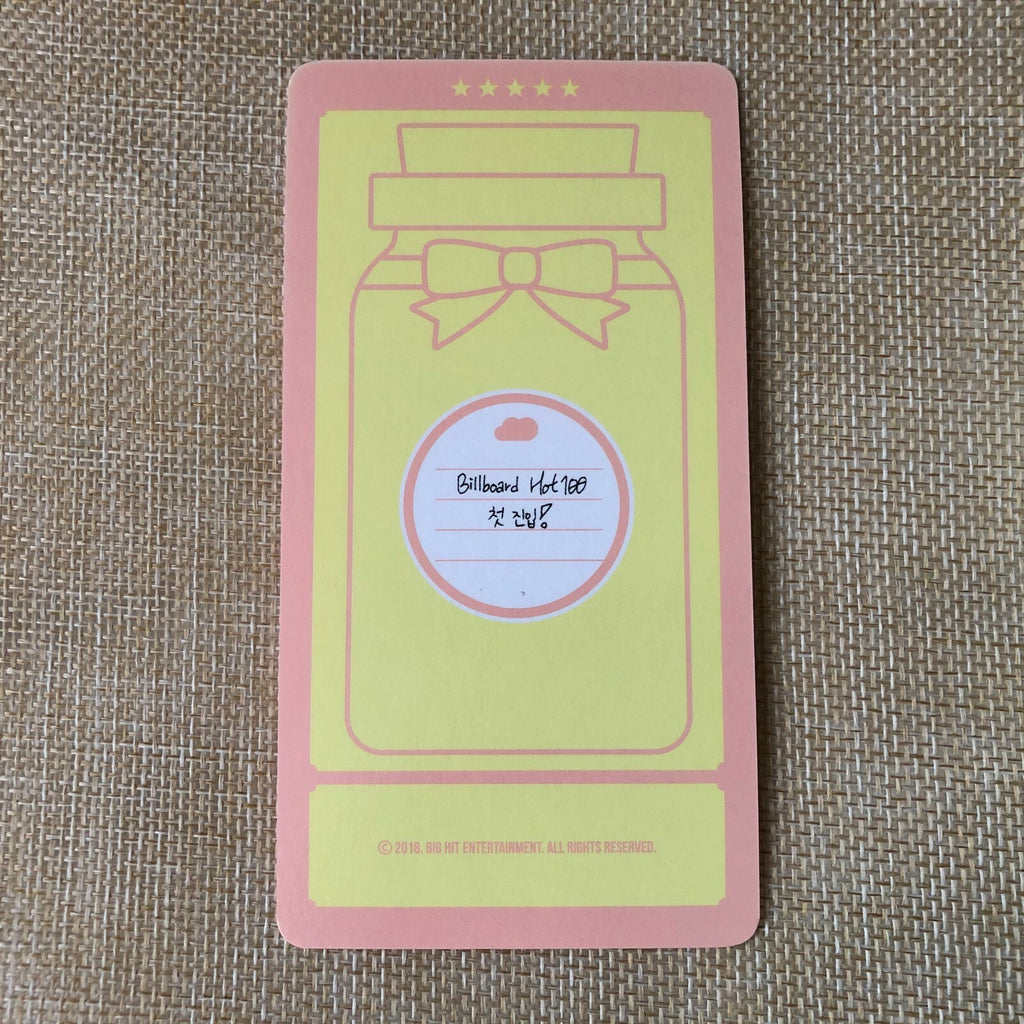 Billboard Hot 100
첫 진입!
© 2018. BIG HIT ENTERTAINMENT. ALL RIGHTS RESERVED.